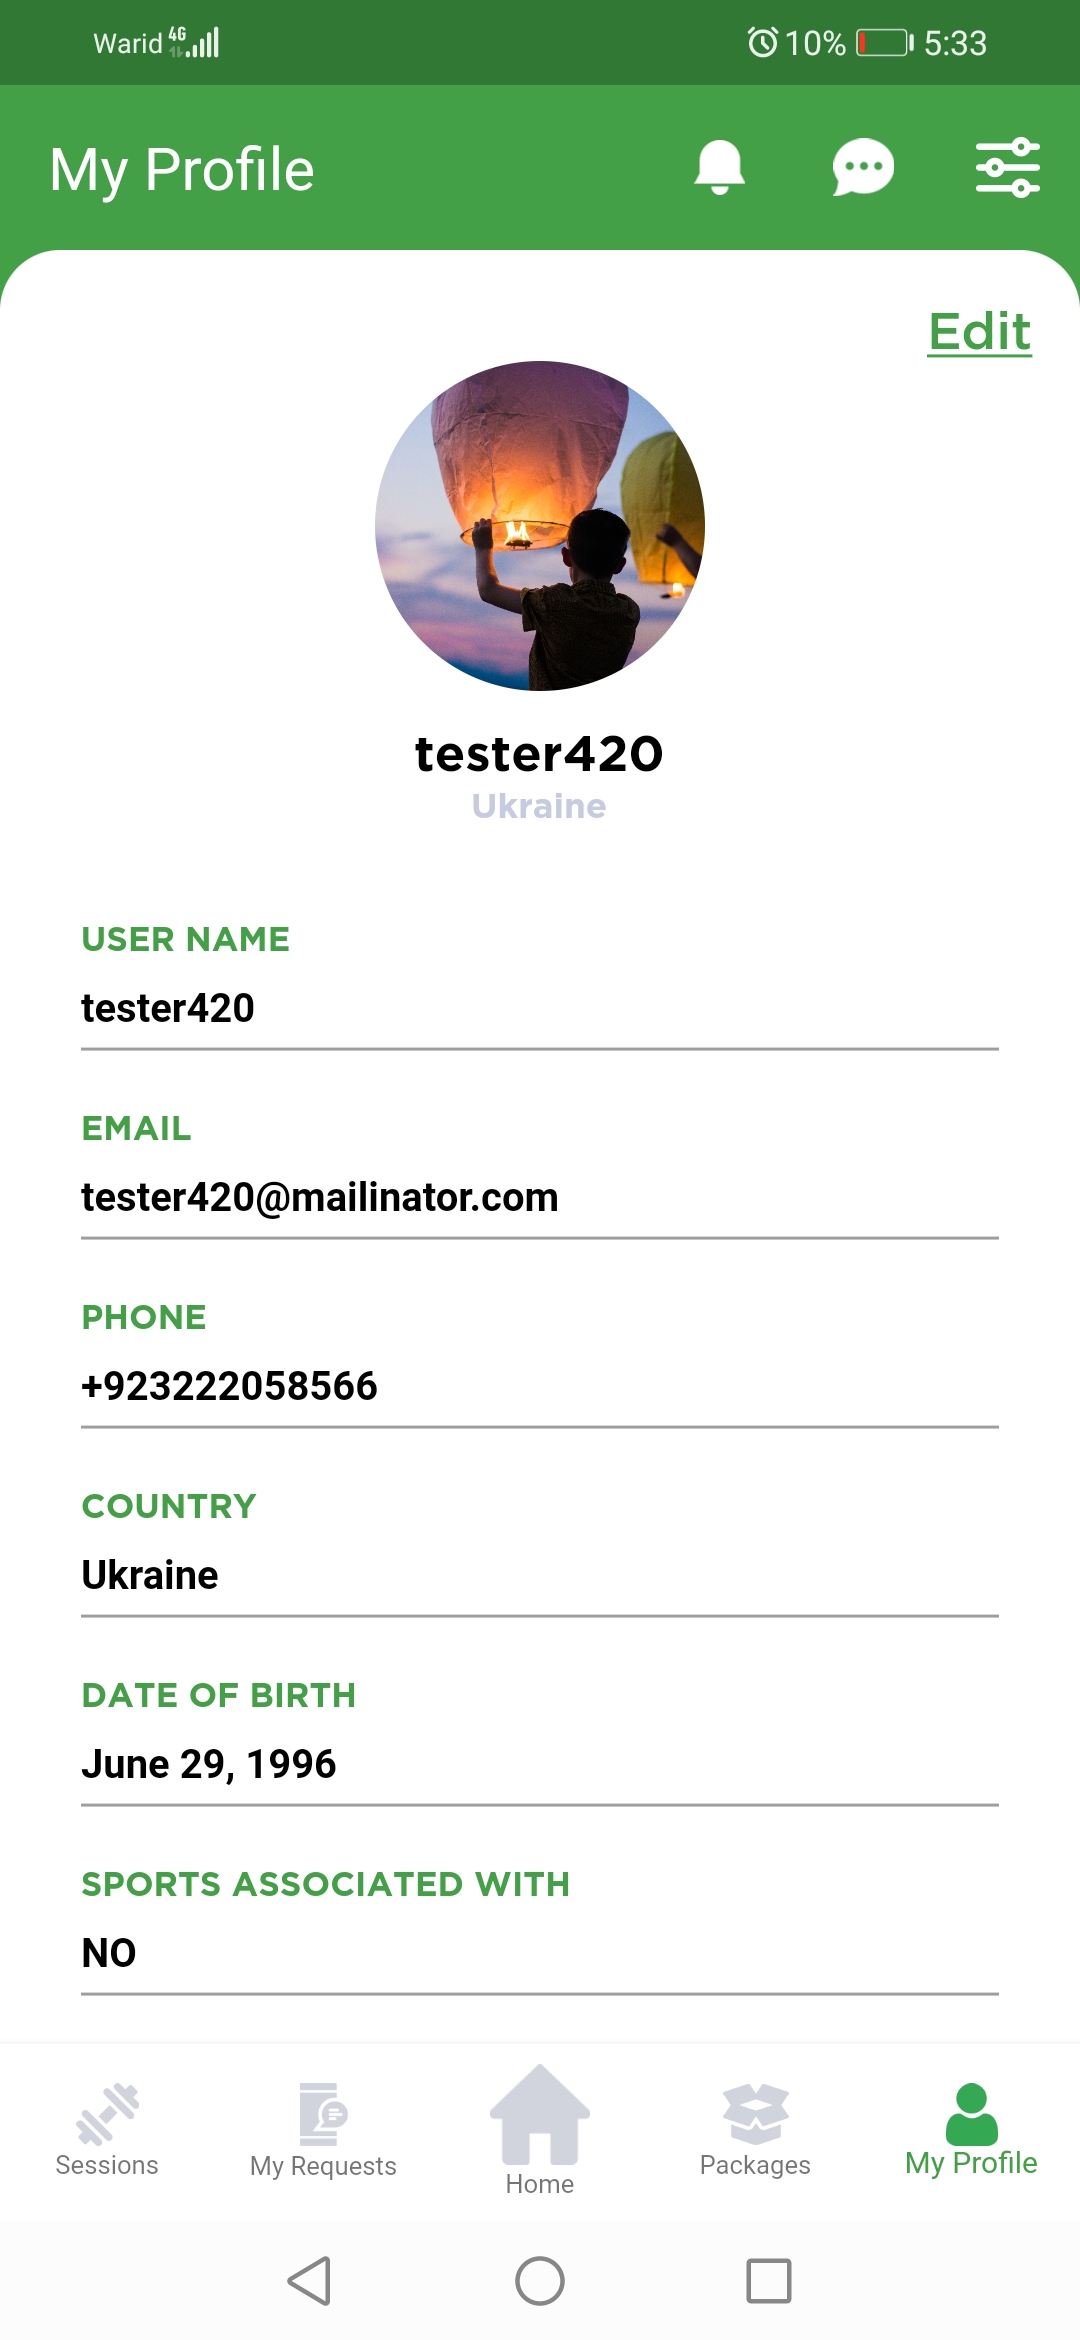 Warid 4G 10% 5:33
My Profile
Edit
tester420
Ukraine
USER NAME
tester420
EMAIL
tester420@mailinator.com
PHONE
+923222058566
COUNTRY
Ukraine
DATE OF BIRTH
June 29, 1996
SPORTS ASSOCIATED WITH
NO
Sessions My Requests Home Packages My Profile